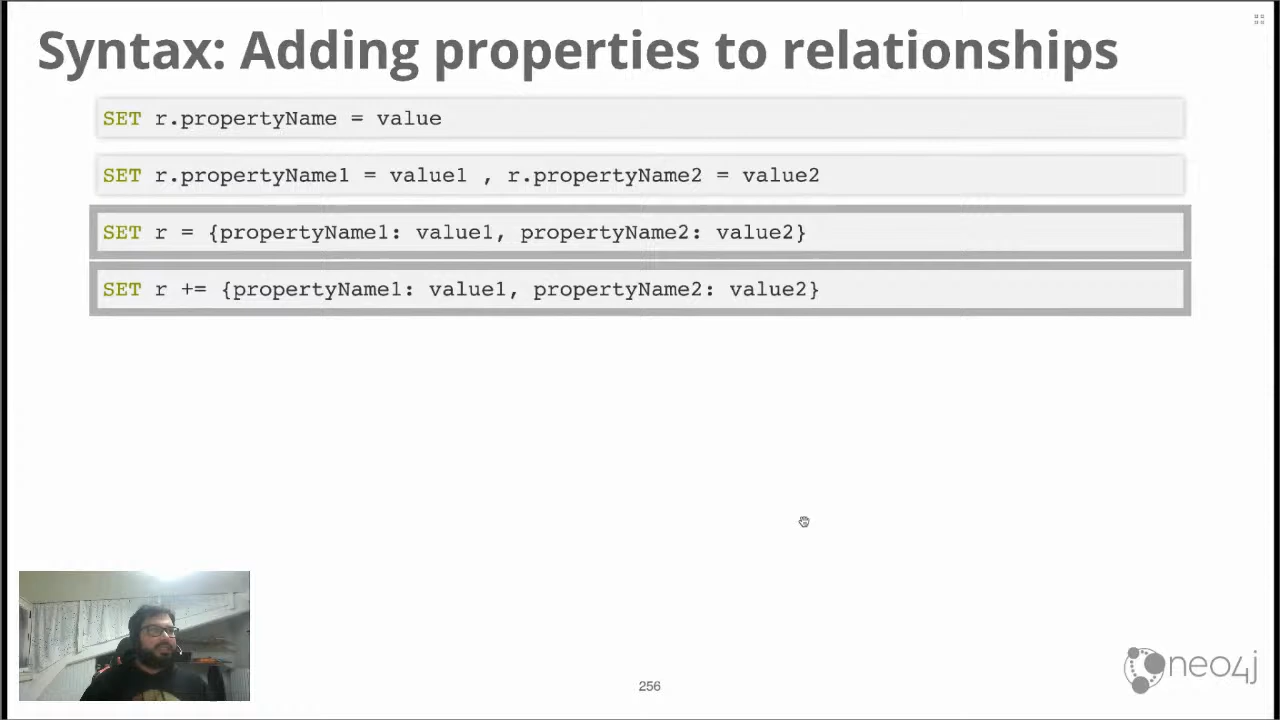 Syntax: Adding properties to relationships
SET r.propertyName = value
SET r.propertyName1 = value1 , r.propertyName2 = value2
SET r = {propertyName1: value1, propertyName2: value2}
SET r += {propertyName1: value1, propertyName2: value2}
256
neo4j